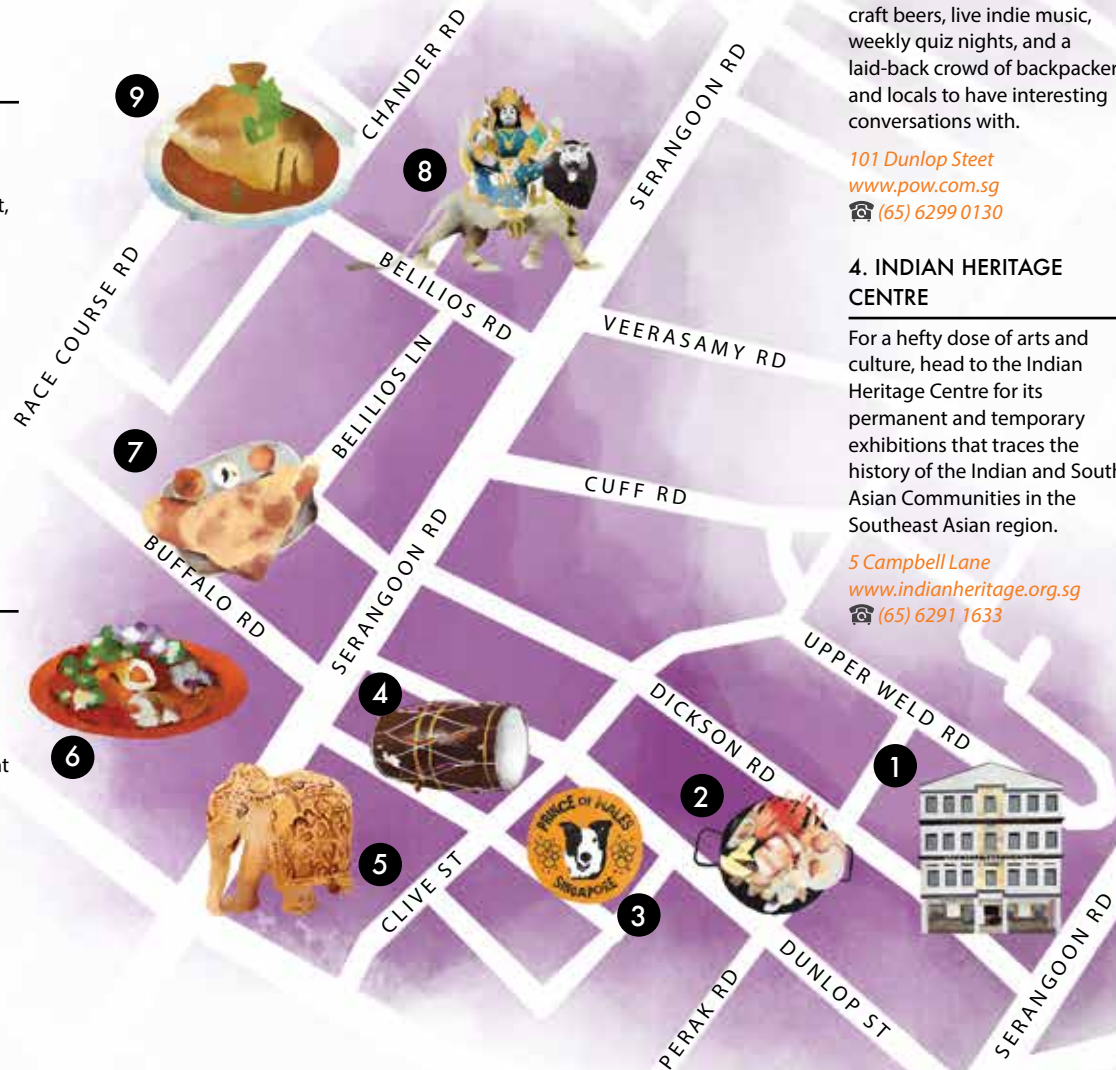 craft beers, live indie music,
weekly quiz nights, and a
laid-back crowd of backpacker
and locals to have interesting
conversations with.
101 Dunlop Steet
www.pow.com.sg
(65) 6299 0130
4. INDIAN HERITAGE
CENTRE
For a hefty dose of arts and
culture, head to the Indian
Heritage Centre for its
permanent and temporary
exhibitions that traces the
history of the Indian and South
Asian Communities in the
Southeast Asian region.
5 Campbell Lane
www.indianheritage.org.sg
(65) 6291 1633
t,
nt
CHANDER RD
SERANGOON RD
9
8
RACE COURSE RD
BELILIOS RD
VEERASAMY RD
BELILIOS LN
7
CUFF RD
BUFFALO RD
SERANGOON RD
UPPER WELD RD
4
DICKSON RD
6
1
2
PRINCE OF WALES
SINGAPORE
5
CLIVE ST
3
DUNLOP ST
PERAK RD
SERANGOON RD